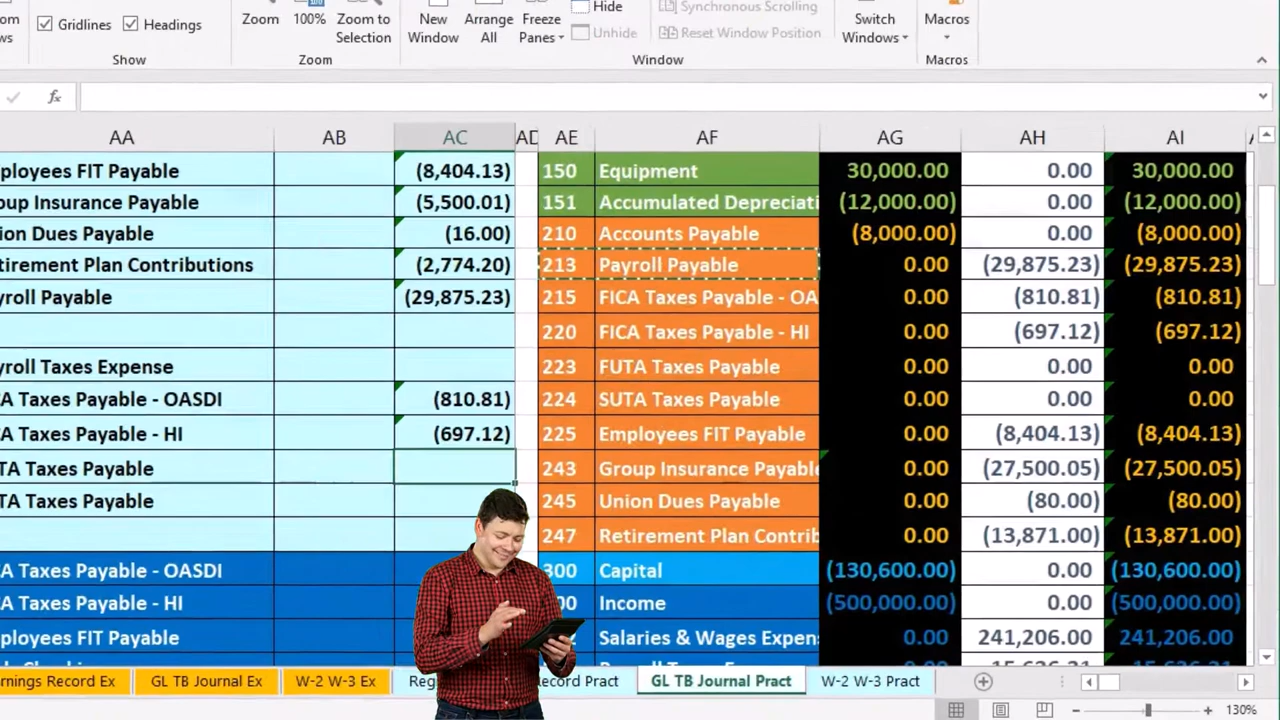 Gridlines Headings
Show
Zoom 100% Zoom to Selection
Zoom
New Window Arrange All Freeze Panes Hide Unhide
Synchronous Scrolling
Reset Window Position
Window
Switch Windows
Macros
Macros
fx
AA AB AC AD AE AF AG AH AI
ployees FIT Payable (8,404.13) 150 Equipment 30,000.00 0.00 30,000.00
oup Insurance Payable (5,500.01) 151 Accumulated Depreciati (12,000.00) 0.00 (12,000.00)
ion Dues Payable (16.00) 210 Accounts Payable (8,000.00) 0.00 (8,000.00)
tirement Plan Contributions (2,774.20) 213 Payroll Payable 0.00 (29,875.23) (29,875.23)
yroll Payable (29,875.23) 215 FICA Taxes Payable - OA 0.00 (810.81) (810.81)
220 FICA Taxes Payable - HI 0.00 (697.12) (697.12)
yroll Taxes Expense 223 FUTA Taxes Payable 0.00 0.00 0.00
CA Taxes Payable - OASDI (810.81) 224 SUTA Taxes Payable 0.00 0.00 0.00
CA Taxes Payable - HI (697.12) 225 Employees FIT Payable 0.00 (8,404.13) (8,404.13)
TA Taxes Payable 243 Group Insurance Payable 0.00 (27,500.05) (27,500.05)
TA Taxes Payable 245 Union Dues Payable 0.00 (80.00) (80.00)
247 Retirement Plan Contrib 0.00 (13,871.00) (13,871.00)
CA Taxes Payable - OASDI 300 Capital (130,600.00) 0.00 (130,600.00)
CA Taxes Payable - HI Income (500,000.00) 0.00 (500,000.00)
ployees FIT Payable Salaries & Wages Expens 0.00 241,206.00 241,206.00
rnings Record Ex GL TB Journal Ex W-2 W-3 Ex Reg ecord Pract GL TB Journal Pract W-2 W-3 Pract
130%